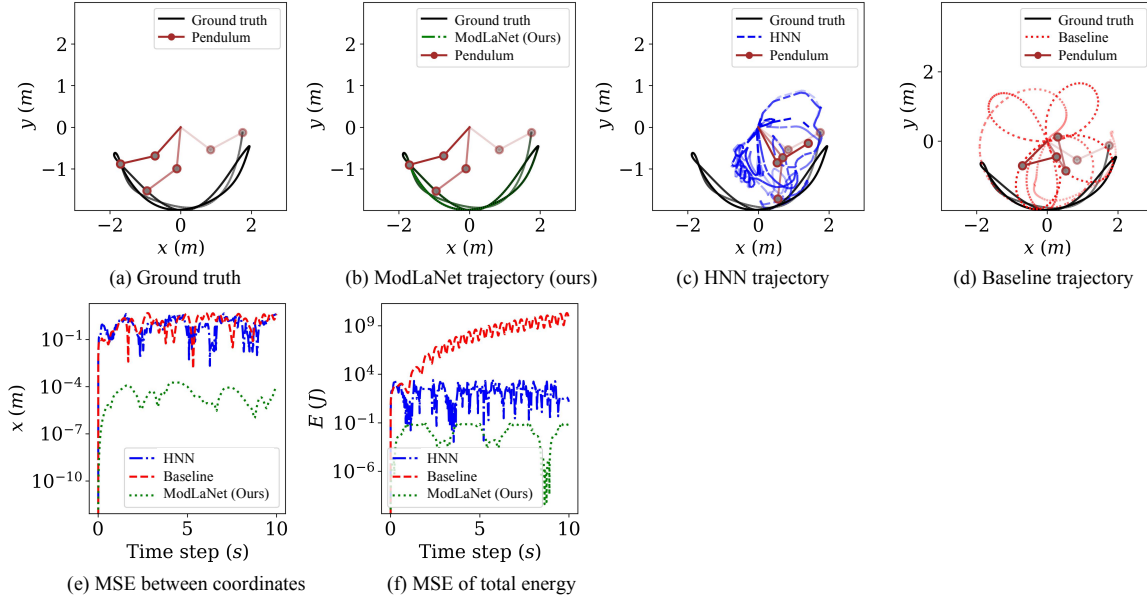 Ground truth
Pendulum
y (m)
2
1
0
−1
−2
0
2
x (m)
(a) Ground truth
Ground truth
ModLaNet (Ours)
Pendulum
y (m)
2
1
0
−1
−2
0
2
x (m)
(b) ModLaNet trajectory (ours)
Ground truth
HNN
Pendulum
y (m)
2
1
0
−1
−2
0
2
x (m)
(c) HNN trajectory
Ground truth
Baseline
Pendulum
y (m)
2
0
−2
0
2
x (m)
(d) Baseline trajectory
x (m)
10⁻¹
10⁻⁴
10⁻⁷
10⁻¹⁰
HNN
Baseline
ModLaNet (Ours)
0
5
10
Time step (s)
(e) MSE between coordinates
E (J)
10⁹
10⁴
10⁻¹
10⁻⁶
HNN
Baseline
ModLaNet (Ours)
0
5
10
Time step (s)
(f) MSE of total energy